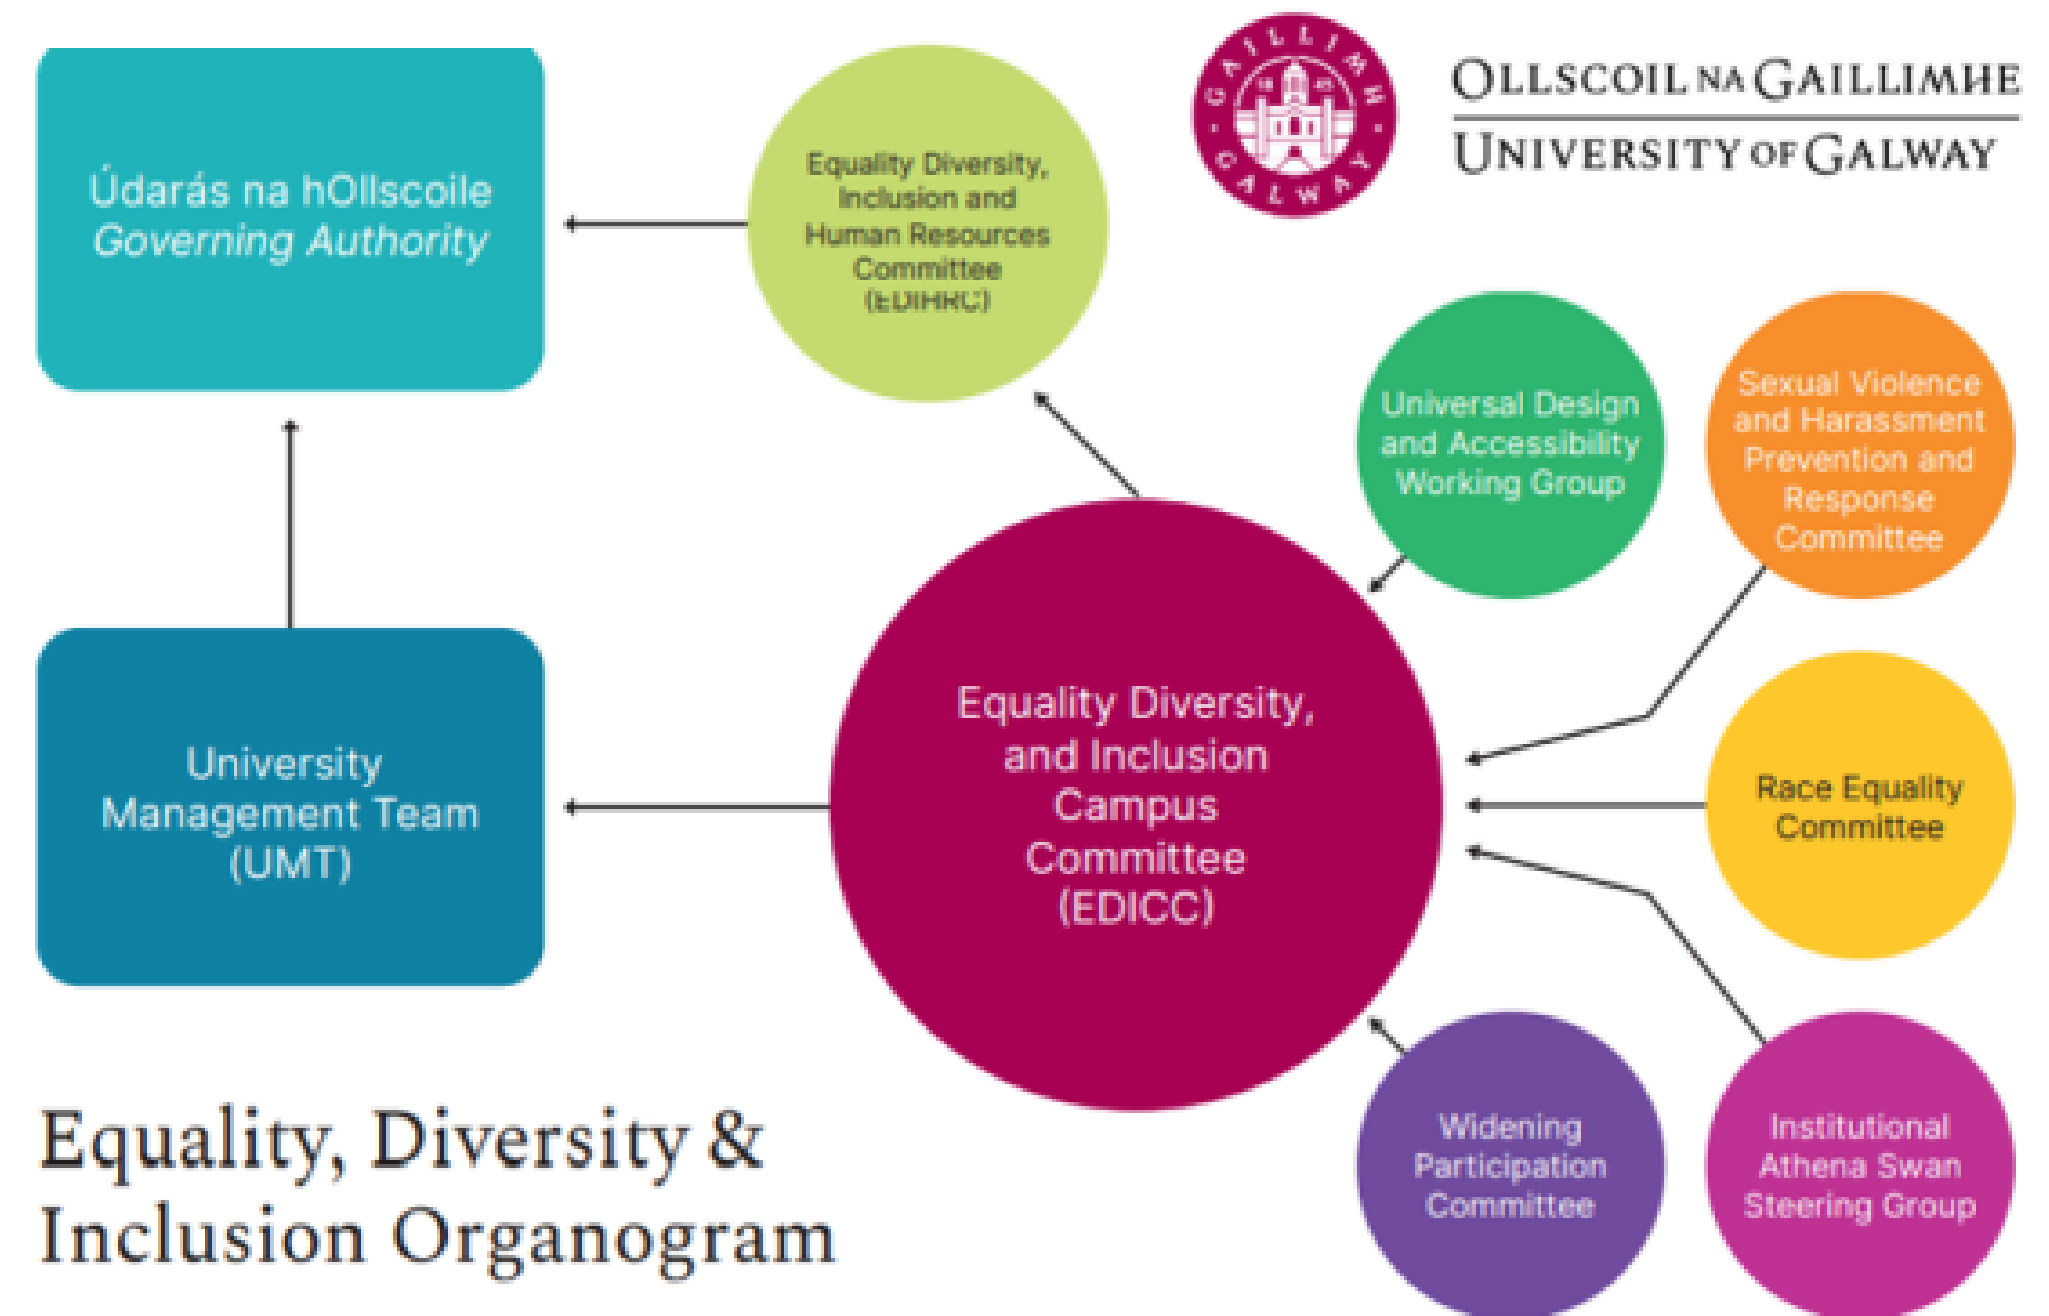 Údarás na hOllscoile
Governing Authority
Equality Diversity,
Inclusion and
Human Resources
Committee
(EDIHRC)
GAILLIMH
GALWAY
OLLSCOIL NA GAILLIMHE
UNIVERSITY OF GALWAY
Universal Design
and Accessibility
Working Group
Sexual Violence
and Harassment
Prevention and
Response
Committee
University
Management Team
(UMT)
Equality Diversity,
and Inclusion
Campus
Committee
(EDICC)
Race Equality
Committee
Widening
Participation
Committee
Institutional
Athena Swan
Steering Group
Equality, Diversity &
Inclusion Organogram